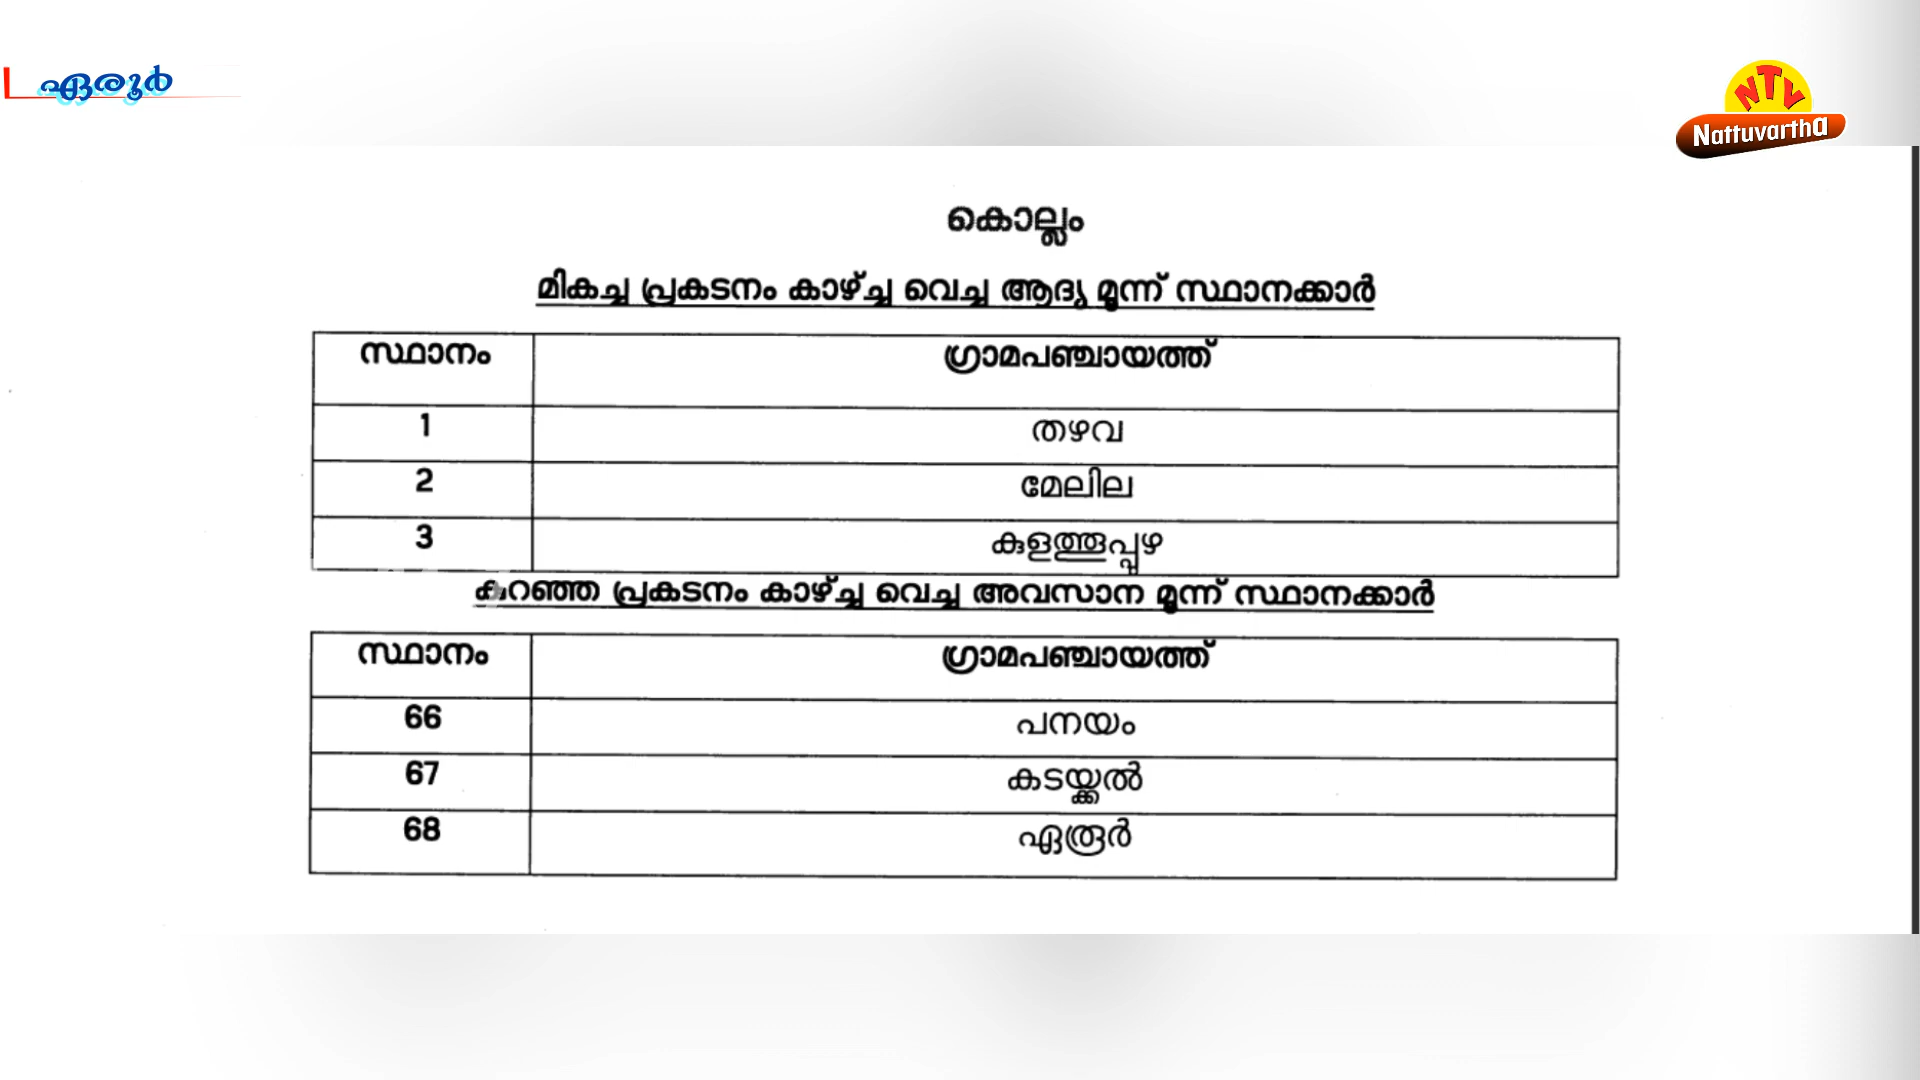 ഏരൂർ
NTV
Nattuvartha
കൊല്ലം
മികച്ച പ്രകടനം കാഴ്ച്ച വെച്ച ആദ്യ മൂന്ന് സ്ഥാനക്കാർ
സ്ഥാനം ഗ്രാമപഞ്ചായത്ത്
1 തഴവ
2 മേലില
3 കുളത്തൂപ്പുഴ
കുറഞ്ഞ പ്രകടനം കാഴ്ച്ച വെച്ച അവസാന മൂന്ന് സ്ഥാനക്കാർ
സ്ഥാനം ഗ്രാമപഞ്ചായത്ത്
66 പനയം
67 കടയ്ക്കൽ
68 ഏരൂർ